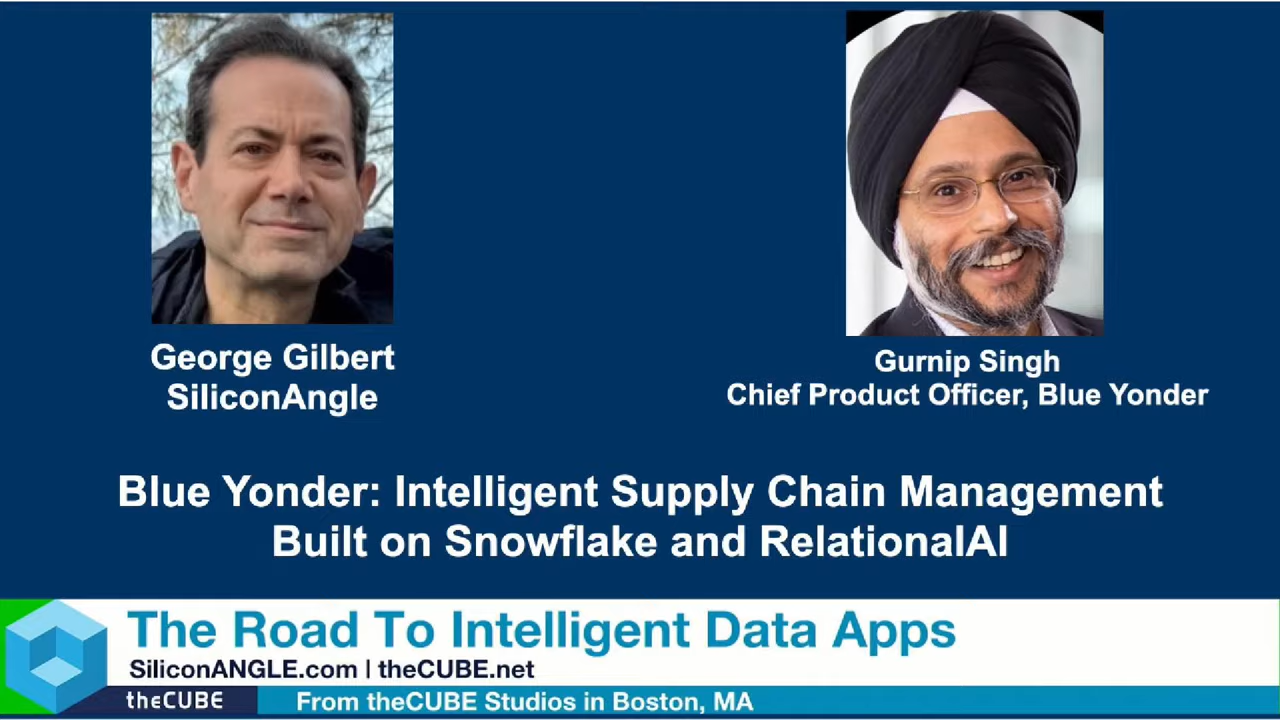 George Gilbert
SiliconAngle
Gurnip Singh
Chief Product Officer, Blue Yonder
Blue Yonder: Intelligent Supply Chain Management
Built on Snowflake and RelationalAI
The Road To Intelligent Data Apps
SiliconANGLE.com | theCUBE.net
theCUBE
From theCUBE Studios in Boston, MA